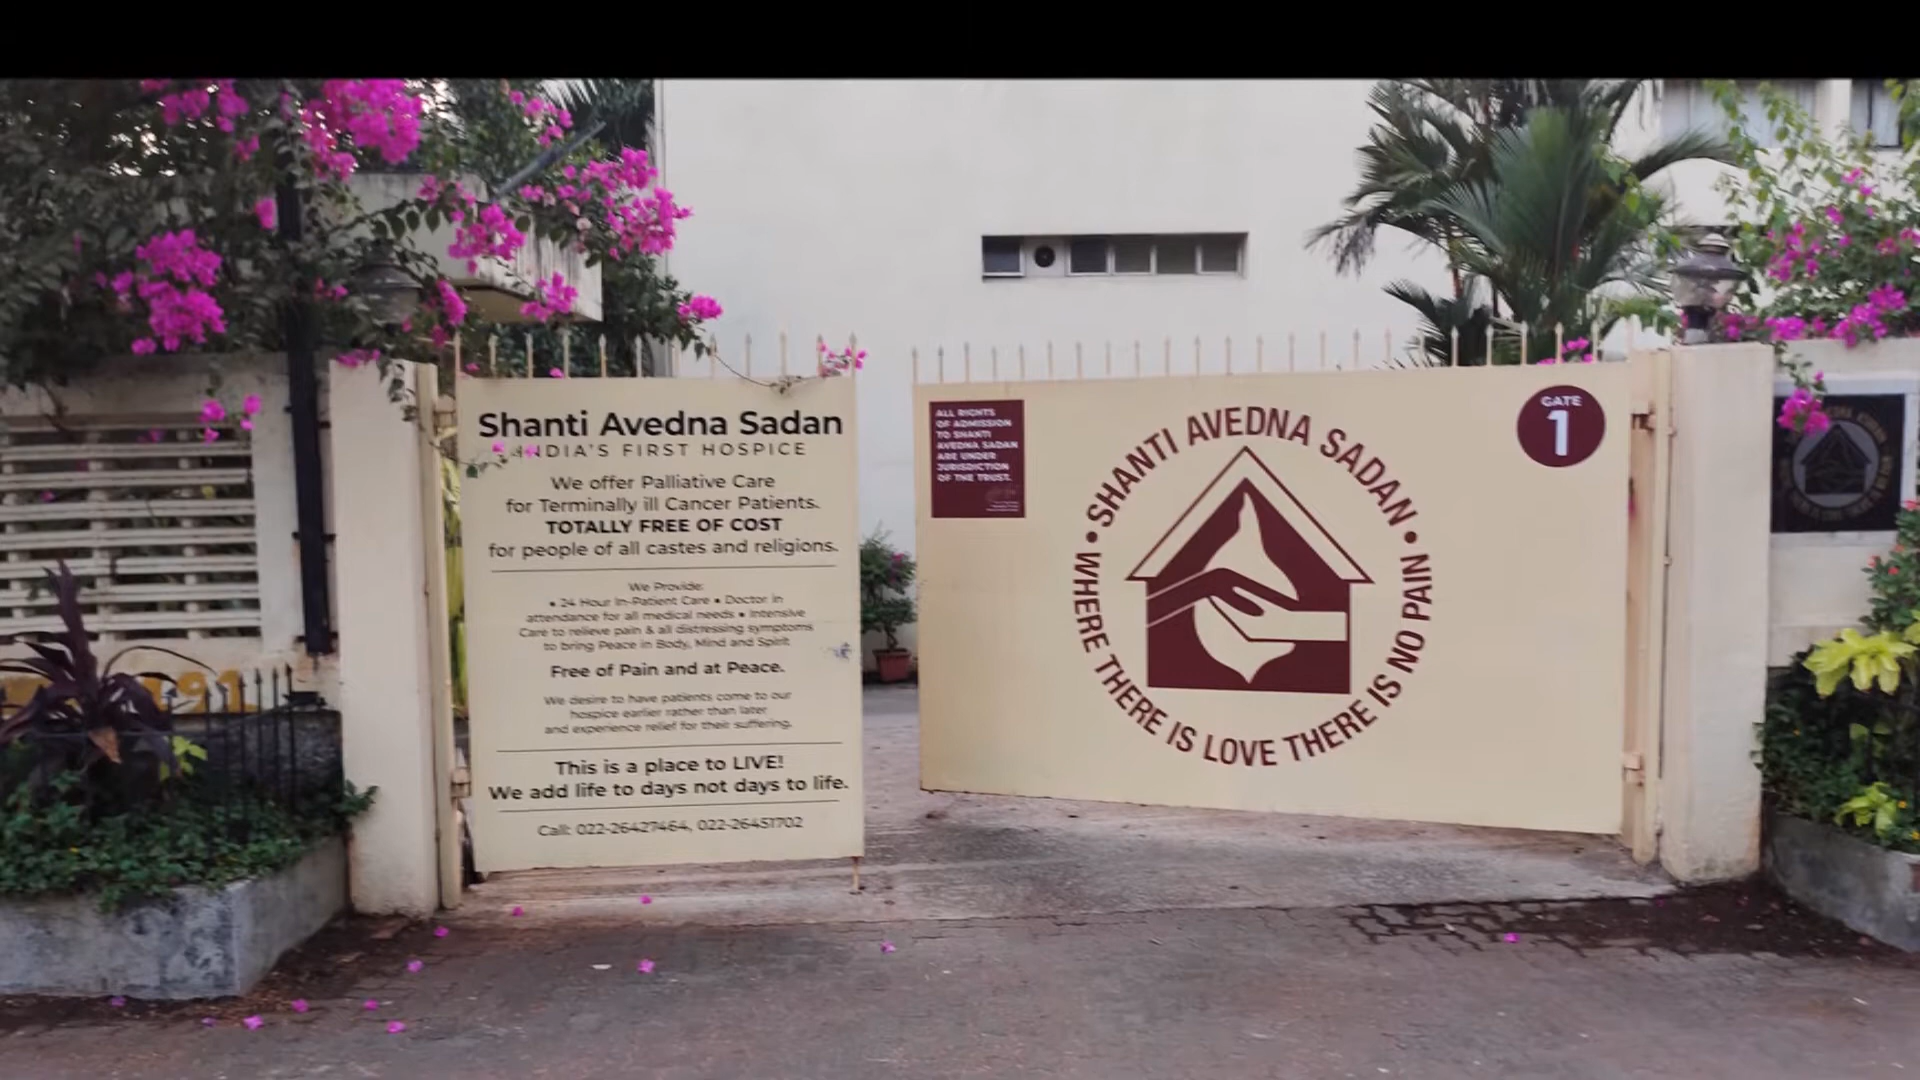 Shanti Avedna Sadan
INDIA'S FIRST HOSPICE
We offer Palliative Care
for Terminally ill Cancer Patients.
TOTALLY FREE OF COST
for people of all castes and religions.
We Provide:
• 24 Hour In-Patient Care • Doctor in
attendance for all medical needs • Intensive
Care to relieve pain & all distressing symptoms
to bring Peace in Body, Mind and Spirit
Free of Pain and at Peace.
We desire to have patients come to our
hospice earlier rather than later
and experience relief for their suffering.
This is a place to LIVE!
We add life to days not days to life.
Call: 022-26427464, 022-26451702
ALL RIGHTS
OF ADMISSION
TO SHANTI
AVEDNA SADAN
ARE UNDER
JURISDICTION
OF THE TRUST.
• SHANTI AVEDNA SADAN •
WHERE THERE IS LOVE THERE IS NO PAIN
GATE
1
191